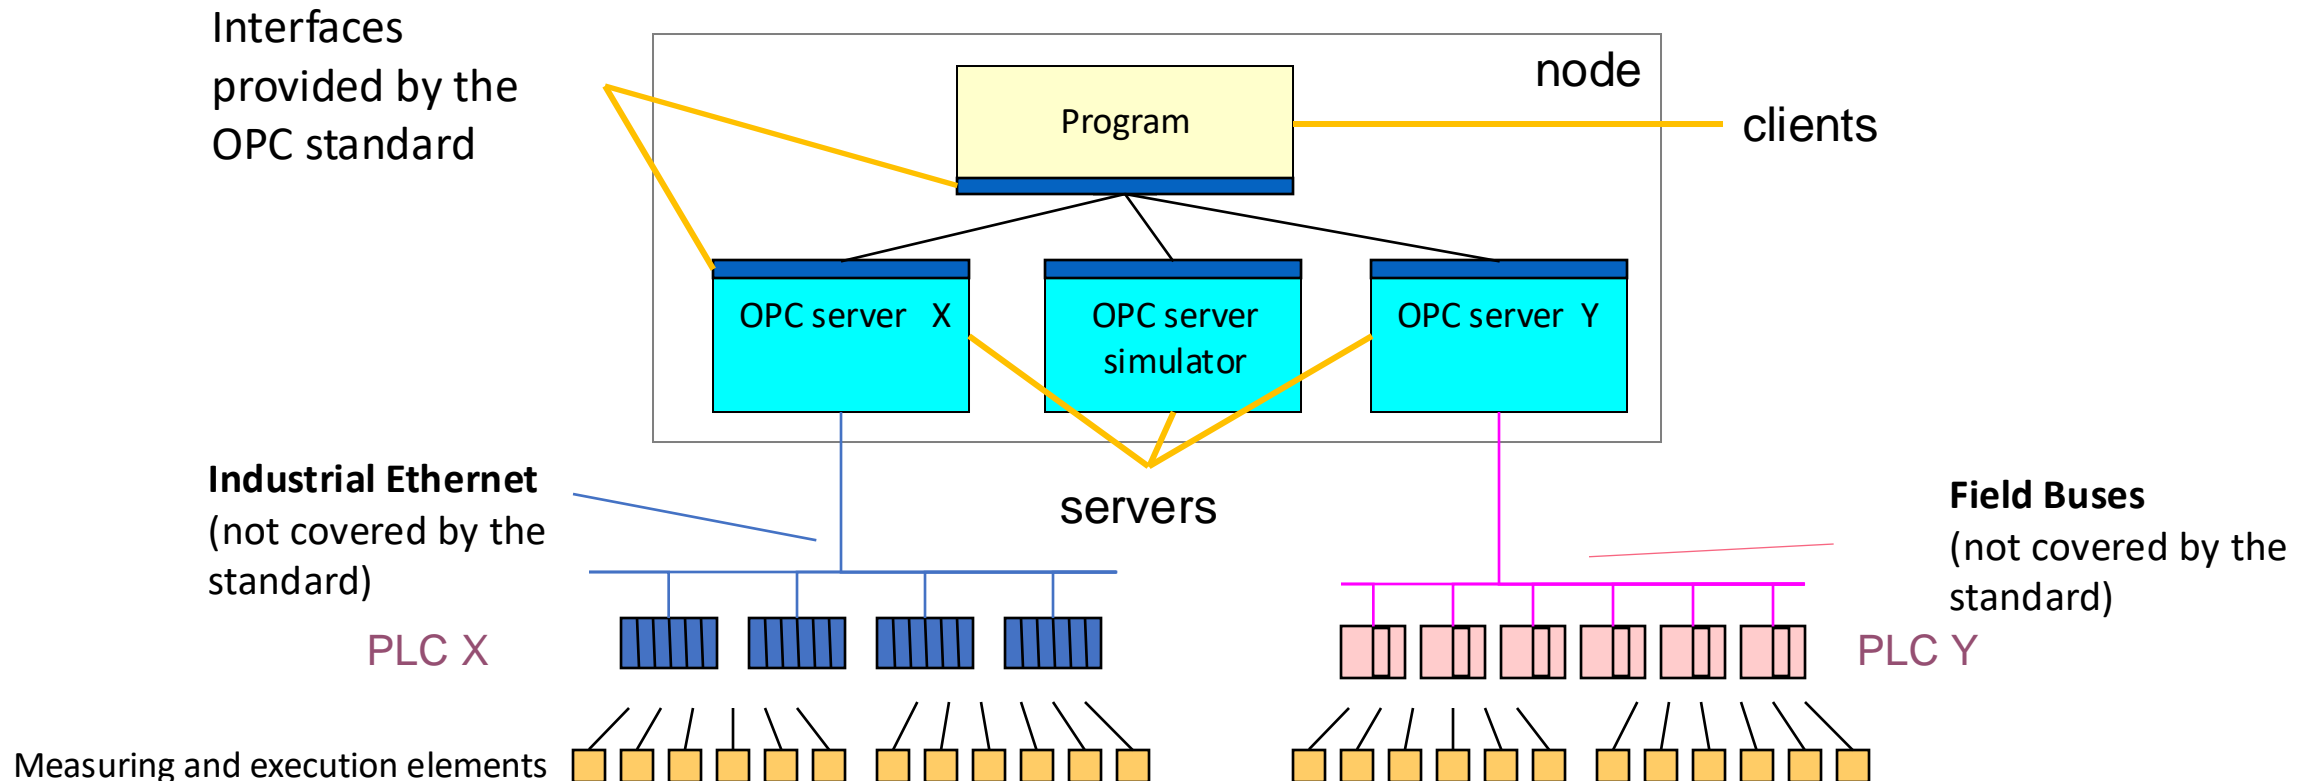 Interfaces
provided by the
OPC standard
node
Program
clients
OPC server X
OPC server
simulator
OPC server Y
Industrial Ethernet
(not covered by the
standard)
servers
Field Buses
(not covered by the
standard)
PLC X
PLC Y
Measuring and execution elements